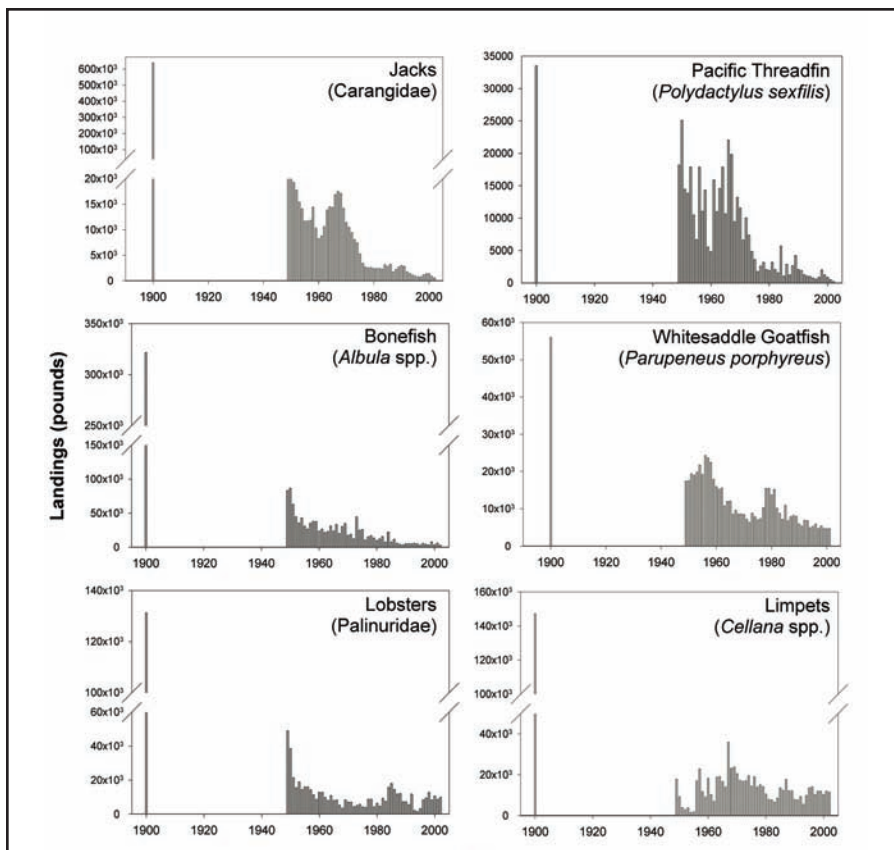 Landings (pounds)
Jacks
(Carangidae)
600x10³
500x10³
400x10³
300x10³
200x10³
100x10³
20x10³
15x10³
10x10³
5x10³
0
1900 1920 1940 1960 1980 2000
Pacific Threadfin
(Polydactylus sexfilis)
35000
30000
25000
20000
15000
10000
5000
0
1900 1920 1940 1960 1980 2000
Bonefish
(Albula spp.)
350x10³
300x10³
250x10³
150x10³
100x10³
50x10³
0
1900 1920 1940 1960 1980 2000
Whitesaddle Goatfish
(Parupeneus porphyreus)
60x10³
50x10³
40x10³
30x10³
20x10³
10x10³
0
1900 1920 1940 1960 1980 2000
Lobsters
(Palinuridae)
140x10³
120x10³
100x10³
60x10³
40x10³
20x10³
0
1900 1920 1940 1960 1980 2000
Limpets
(Cellana spp.)
160x10³
140x10³
120x10³
100x10³
40x10³
20x10³
0
1900 1920 1940 1960 1980 2000